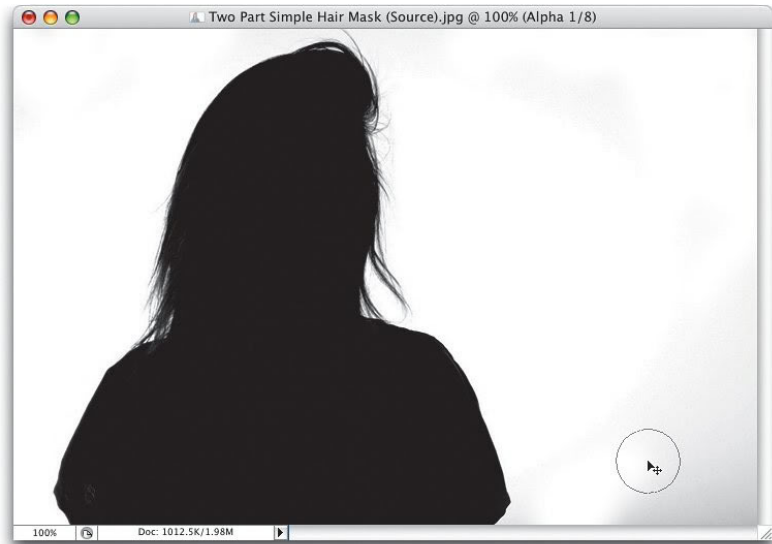 Two Part Simple Hair Mask (Source).jpg @ 100% (Alpha 1/8)
100% Doc: 1012.5K/1.98M